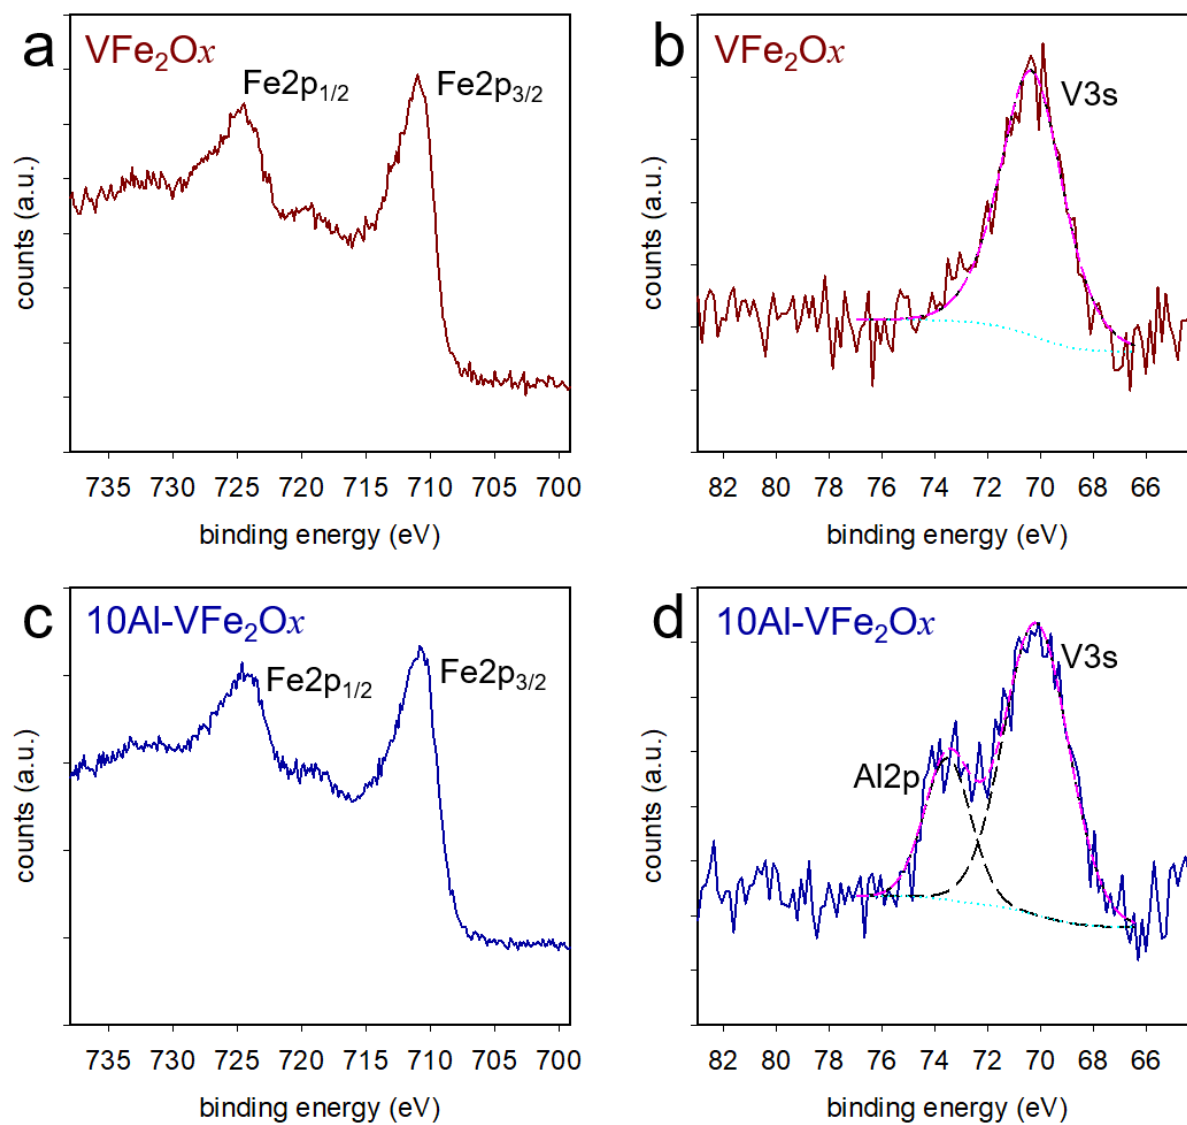 a
VFe₂Ox
Fe2p₁/₂
Fe2p₃/₂
counts (a.u.)
735 730 725 720 715 710 705 700
binding energy (eV)
b
VFe₂Ox
V3s
counts (a.u.)
82 80 78 76 74 72 70 68 66
binding energy (eV)
c
10Al-VFe₂Ox
Fe2p₁/₂
Fe2p₃/₂
counts (a.u.)
735 730 725 720 715 710 705 700
binding energy (eV)
d
10Al-VFe₂Ox
V3s
Al2p
counts (a.u.)
82 80 78 76 74 72 70 68 66
binding energy (eV)